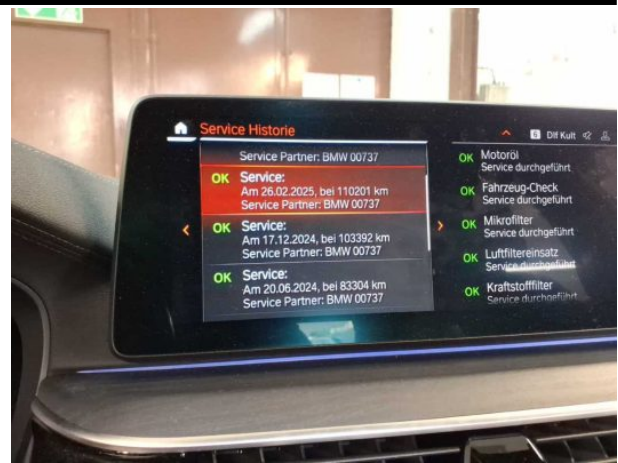 Service Historie
6 Dlf Kult
Service Partner: BMW 00737
OK Service:
Am 26.02.2025, bei 110201 km
Service Partner: BMW 00737
OK Service:
Am 17.12.2024, bei 103392 km
Service Partner: BMW 00737
OK Service:
Am 20.06.2024, bei 83304 km
Service Partner: BMW 00737
OK Motoröl
Service durchgeführt
OK Fahrzeug-Check
Service durchgeführt
OK Mikrofilter
Service durchgeführt
OK Luftfiltereinsatz
Service durchgeführt
OK Kraftstofffilter
Service durchgeführt